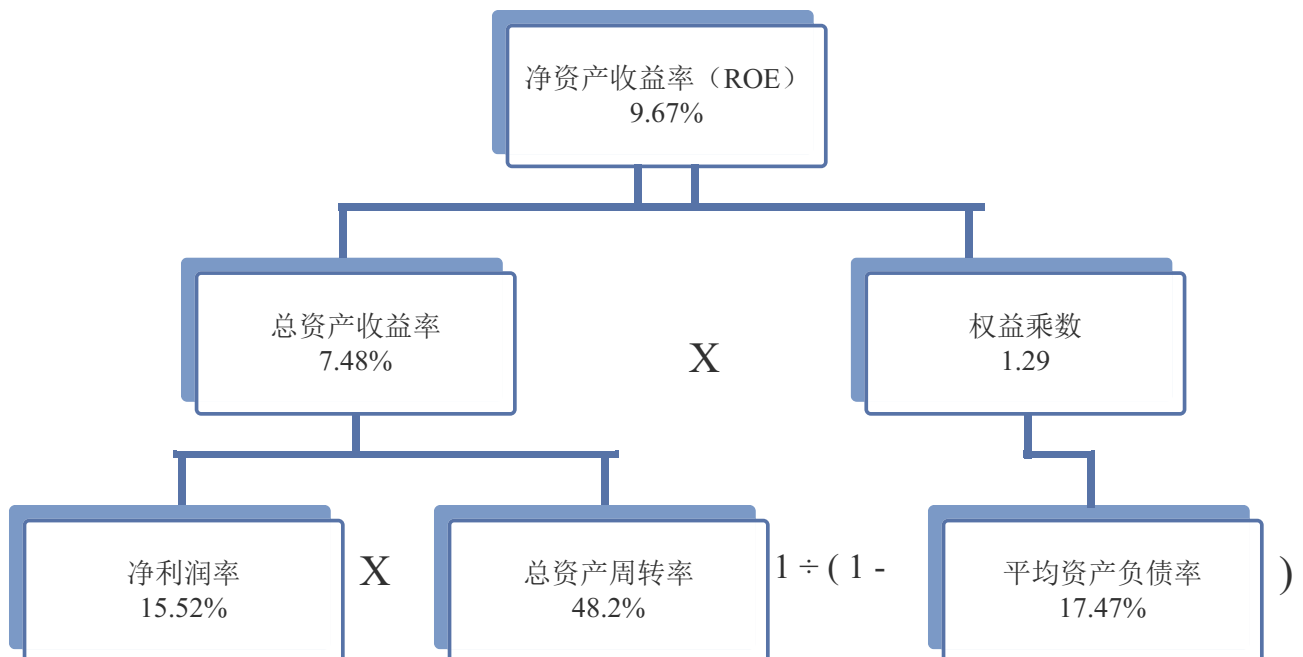 净资产收益率（ROE）
9.67%
总资产收益率
7.48%
X
权益乘数
1.29
净利润率
15.52%
X
总资产周转率
48.2%
1 ÷ ( 1 -
平均资产负债率
17.47%
)